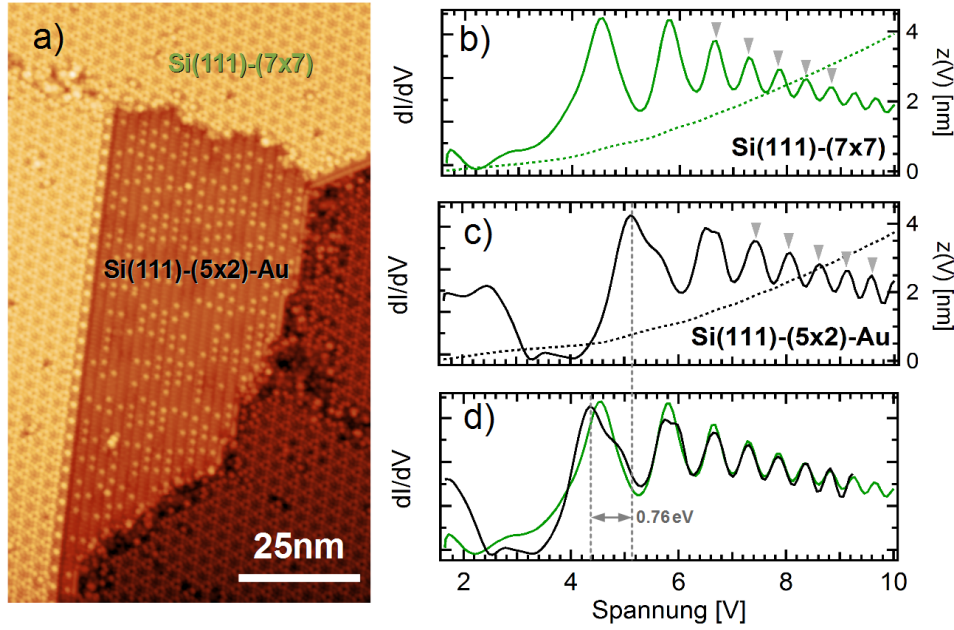 a)
Si(111)-(7x7)
Si(111)-(5x2)-Au
25nm
b)
dI/dV
Si(111)-(7x7)
4
2
0
z(V) [nm]
c)
dI/dV
Si(111)-(5x2)-Au
4
2
0
z(V) [nm]
d)
dI/dV
0.76eV
2 4 6 8 10
Spannung [V]